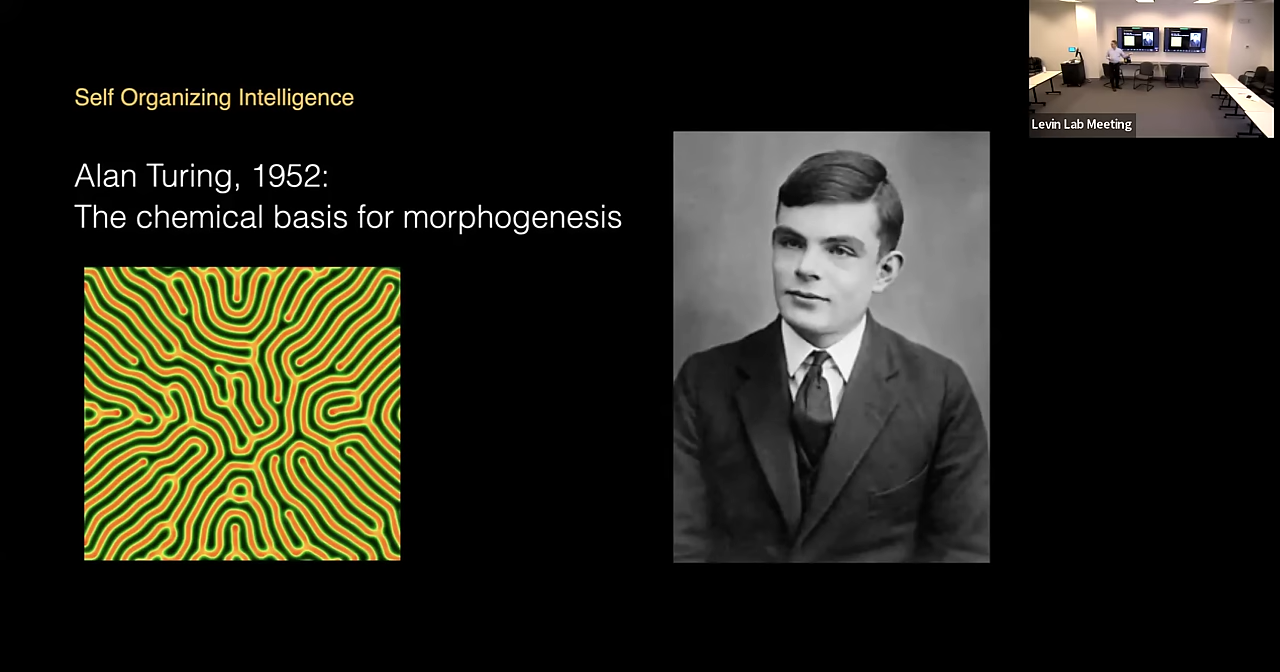 Self Organizing Intelligence
Alan Turing, 1952:
The chemical basis for morphogenesis
Levin Lab Meeting